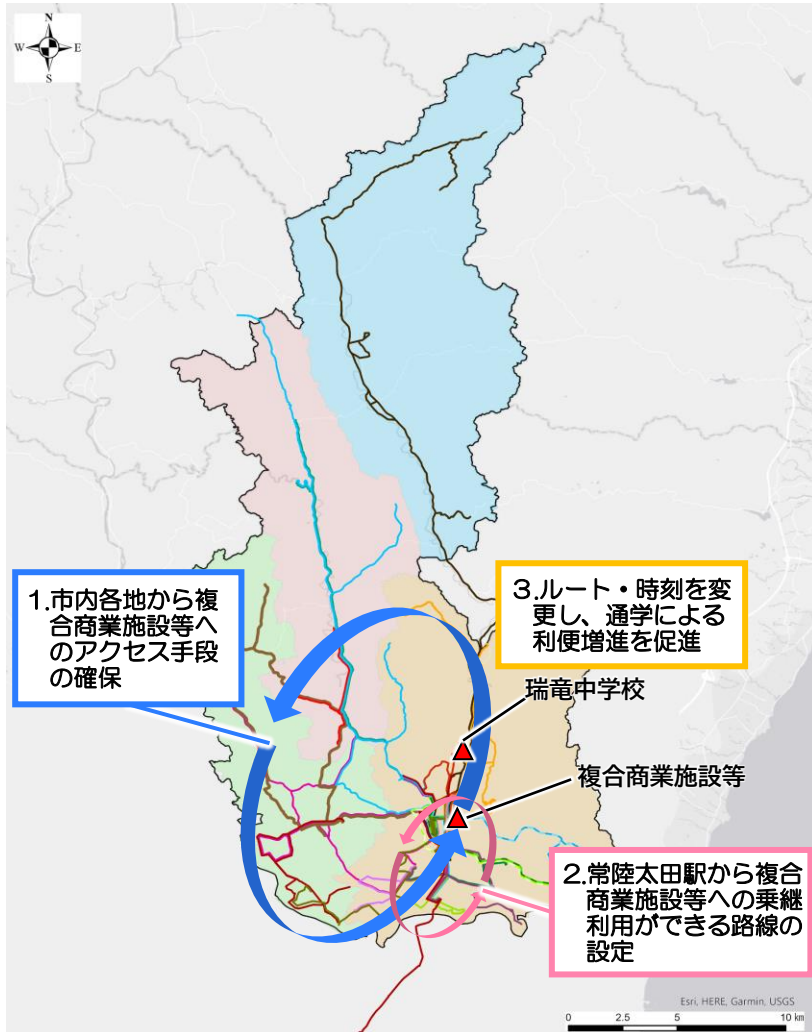 N
W E
S
1.市内各地から複
合商業施設等へ
のアクセス手段
の確保
3.ルート・時刻を変
更し、通学による
利便増進を促進
瑞竜中学校
複合商業施設等
2.常陸太田駅から複合
商業施設等への乗継
利用ができる路線の
設定
Esri, HERE, Garmin, USGS
0 2.5 5 10 km